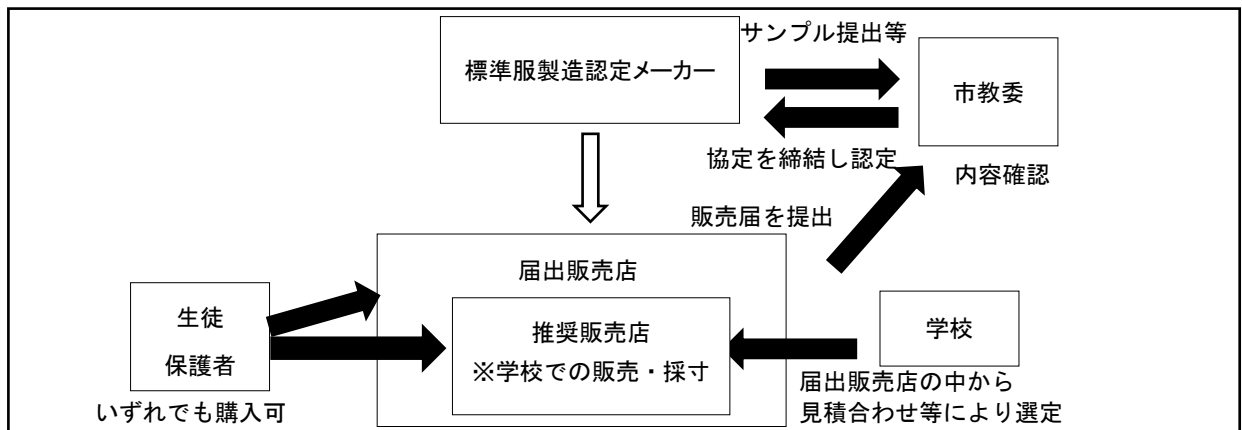 サンプル提出等
標準服製造認定メーカー
市教委
協定を締結し認定
内容確認
販売届を提出
届出販売店
生徒
保護者
推奨販売店
※学校での販売・採寸
学校
いずれでも購入可
届出販売店の中から
見積合わせ等により選定